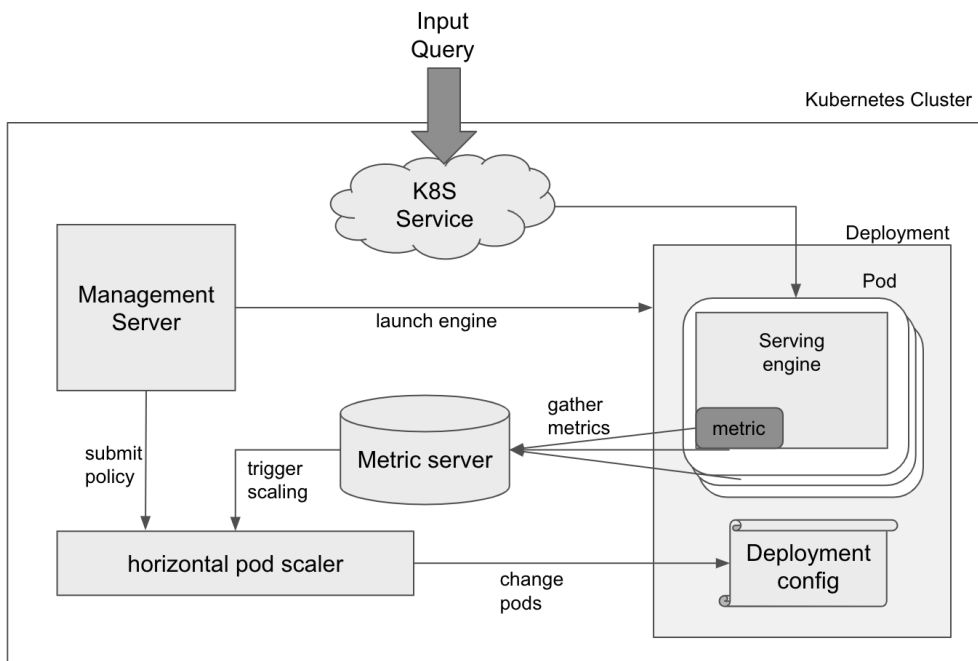 Input
Query
Kubernetes Cluster
K8S
Service
Deployment
Management
Server
launch engine
Pod
Serving
engine
metric
gather
metrics
Metric server
submit
policy
trigger
scaling
horizontal pod scaler
change
pods
Deployment
config